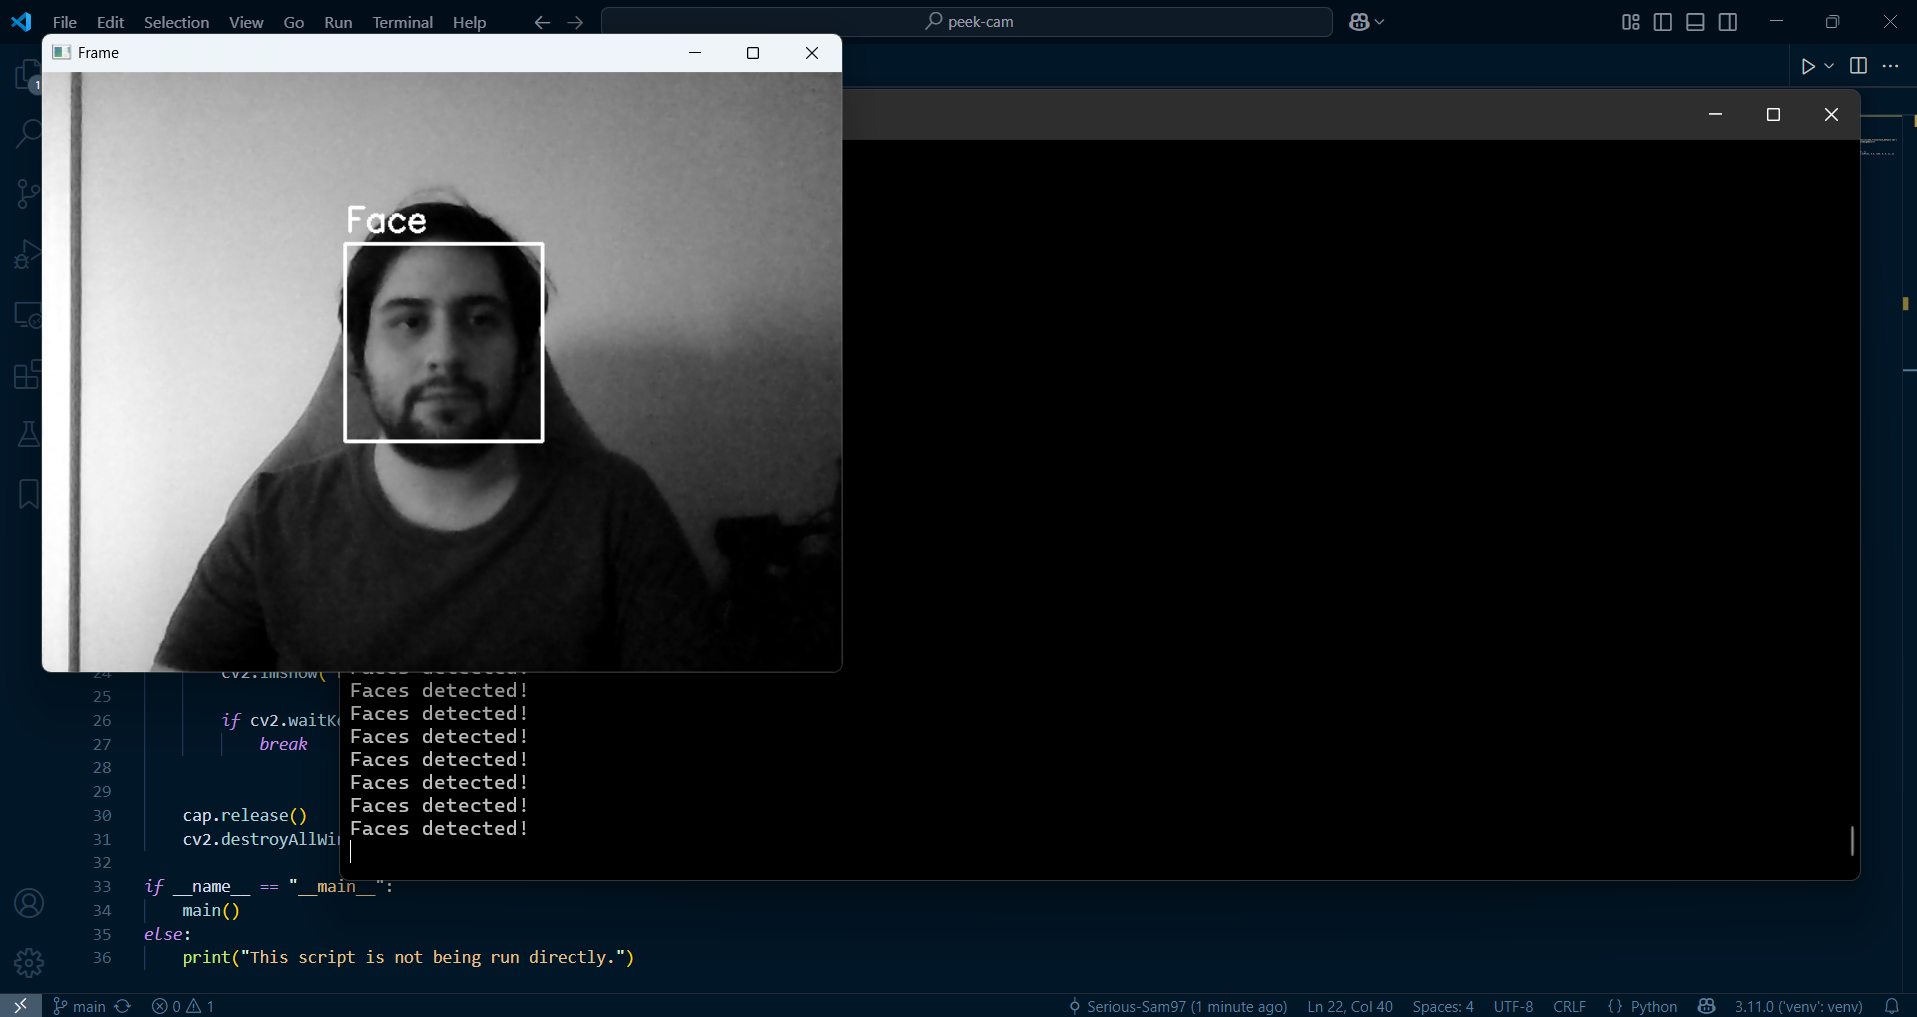 File Edit Selection View Go Run Terminal Help
peek-cam
Frame
1
Face
24
25
26 if cv2.waitK
27 break
28
29
30 cap.release()
31 cv2.destroyAllWi
32
33 if __name__ == "__main__":
34 main()
35 else:
36 print("This script is not being run directly.")
Faces detected!
Faces detected!
Faces detected!
Faces detected!
Faces detected!
Faces detected!
Faces detected!
Faces detected!
main 0 1 Serious-Sam97 (1 minute ago) Ln 22, Col 40 Spaces: 4 UTF-8 CRLF {} Python 3.11.0 ('venv': venv)